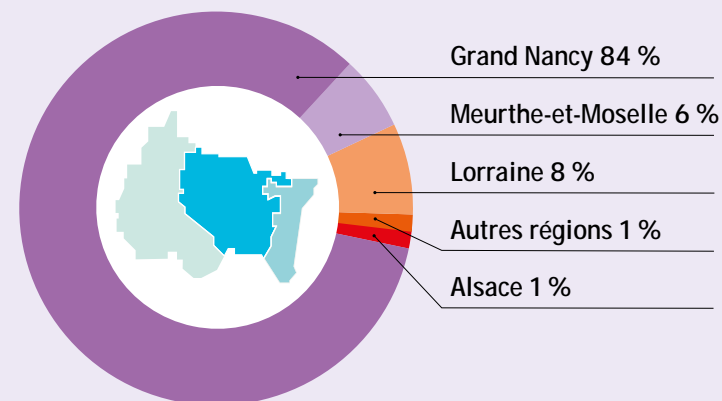 Grand Nancy 84 %
Meurthe-et-Moselle 6 %
Lorraine 8 %
Autres régions 1 %
Alsace 1 %